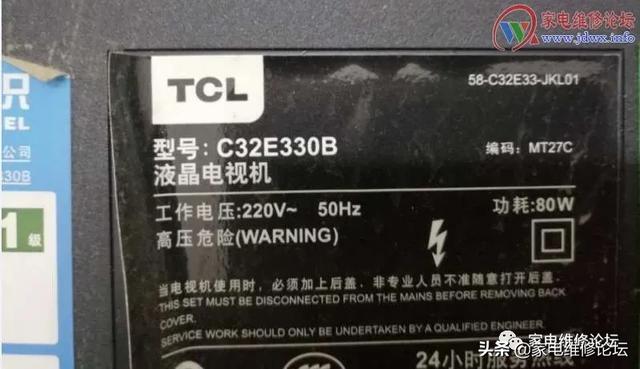 家电维修论坛
www.jdwx.info
TCL
58-C32E33-JKL01
识
EL
公司
330B
1级
型号: C32E330B
编码: MT27C
液晶电视机
工作电压:220V~ 50Hz
功耗:80W
高压危险(WARNING)
当电视机使用时, 必须加上后盖. 非专业人员不准随意打开后盖.
THIS SET MUST BE DISCONNECTED FROM THE MAINS BEFORE REMOVING BACK
COVER.
SERVICE WORK SHOULD ONLY BE UNDERTAKEN BY A QUALIFIED ENGINEER.
家电维修论坛
24小时服务热线
头条@家电维修论坛